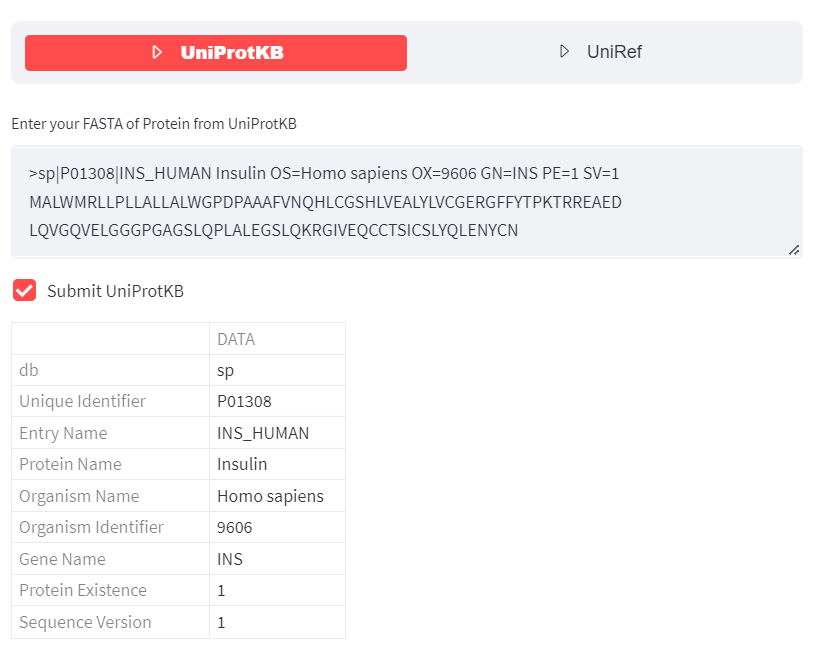 UniProtKB
UniRef
Enter your FASTA of Protein from UniProtKB
>sp|P01308|INS_HUMAN Insulin OS=Homo sapiens OX=9606 GN=INS PE=1 SV=1
MALWMRLLPLLALLALWGPDPAAAFVNQHLCGSHLVEALYLVCGERGFFYTPKTRREAED
LQVGQVELGGGPGAGSLQPLALEGSLQKRGIVEQCCTSICSLYQLENYCN
Submit UniProtKB
DATA
db sp
Unique Identifier P01308
Entry Name INS_HUMAN
Protein Name Insulin
Organism Name Homo sapiens
Organism Identifier 9606
Gene Name INS
Protein Existence 1
Sequence Version 1